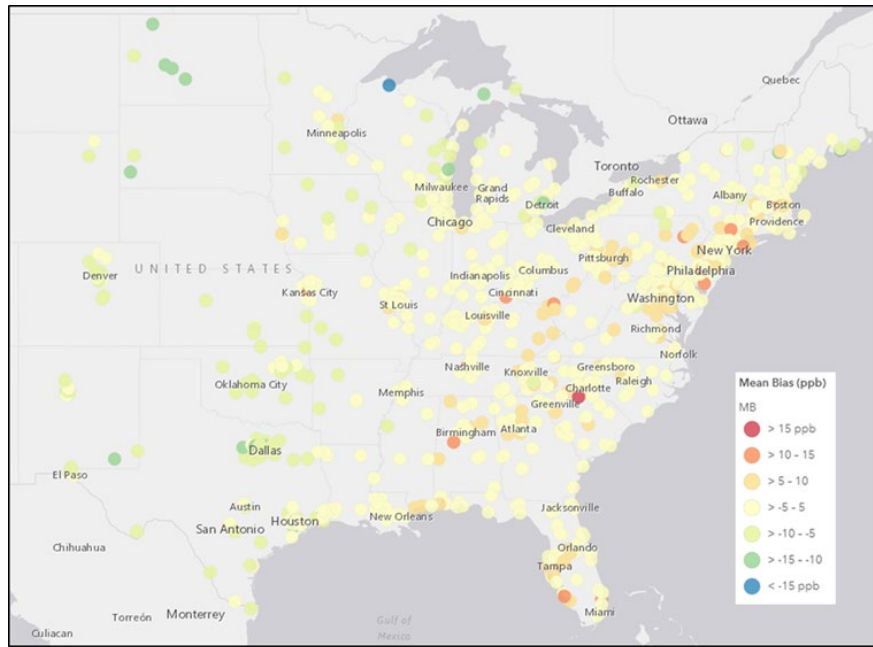 Quebec
Ottawa
Minneapolis
Toronto
Rochester
Milwaukee
Grand
Rapids
Buffalo
Albany
Boston
Detroit
Providence
Chicago
Cleveland
New York
Pittsburgh
Denver
UNITED STATES
Indianapolis
Columbus
Philadelphia
Kansas City
Cincinnati
St Louis
Washington
Louisville
Richmond
Norfolk
Nashville
Knoxville
Greensboro
Oklahoma City
Charlotte
Raleigh
Memphis
Greenville
Birmingham
Atlanta
Dallas
El Paso
Austin
Jacksonville
New Orleans
San Antonio
Houston
Chihuahua
Orlando
Tampa
Torreón
Monterrey
Miami
Gulf of
Mexico
Culiacan
Mean Bias (ppb)
MB
> 15 ppb
> 10 - 15
> 5 - 10
> -5 - 5
> -10 - -5
> -15 - -10
< -15 ppb